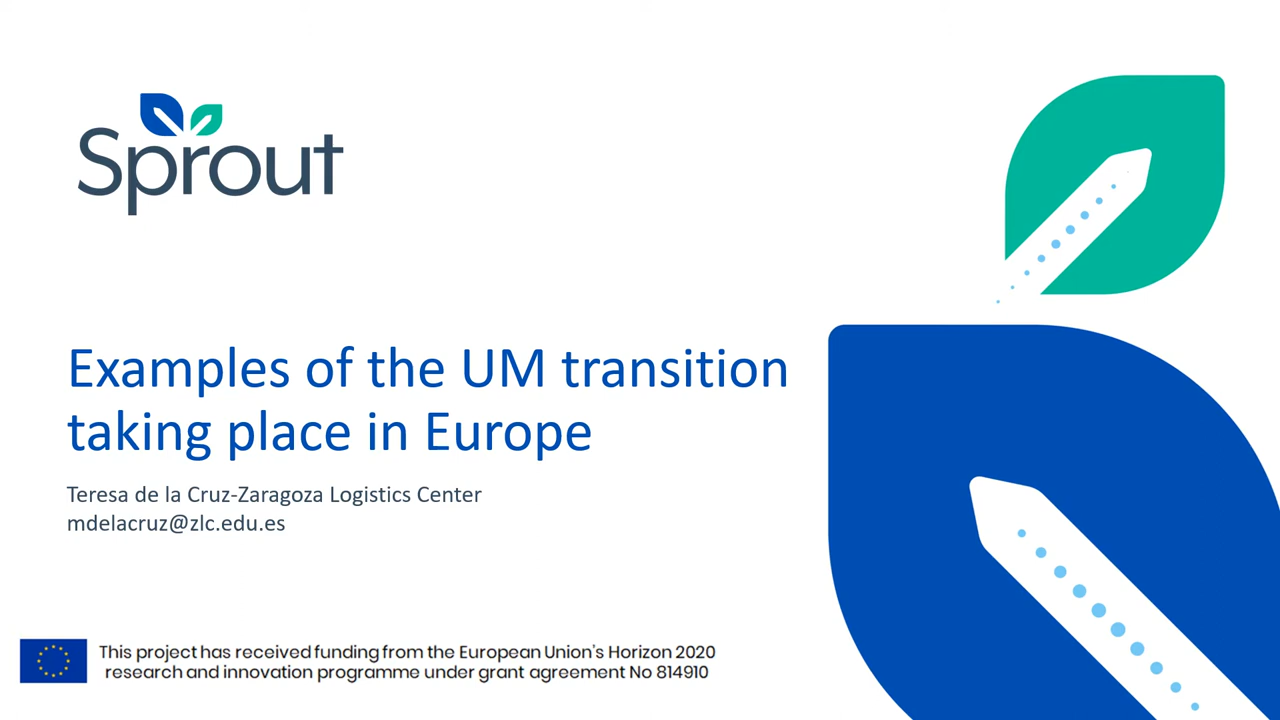 Sprout
Examples of the UM transition
taking place in Europe
Teresa de la Cruz-Zaragoza Logistics Center
mdelacruz@zlc.edu.es
This project has received funding from the European Union's Horizon 2020
research and innovation programme under grant agreement No 814910